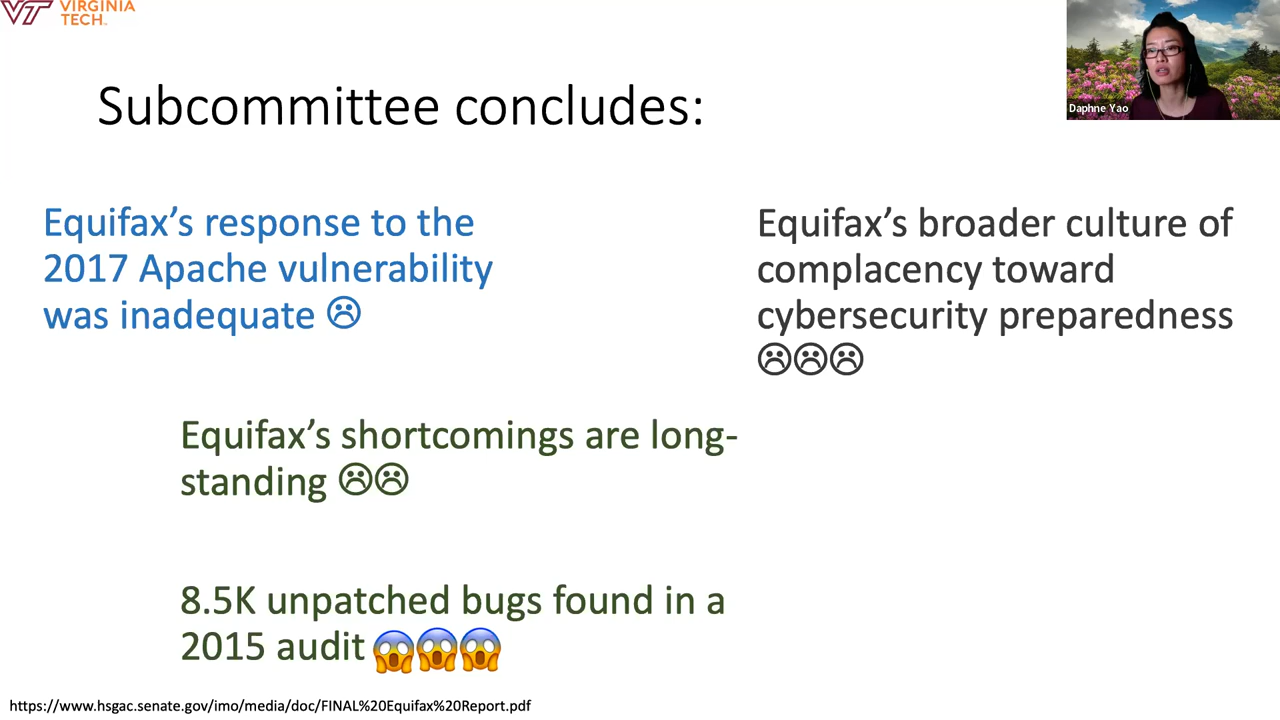 VT VIRGINIA
TECH.
Daphne Yao
Subcommittee concludes:
Equifax’s response to the
2017 Apache vulnerability
was inadequate ☹
Equifax’s broader culture of
complacency toward
cybersecurity preparedness
☹☹☹
Equifax’s shortcomings are long-
standing ☹☹
8.5K unpatched bugs found in a
2015 audit 😱😱😱
https://www.hsgac.senate.gov/imo/media/doc/FINAL%20Equifax%20Report.pdf